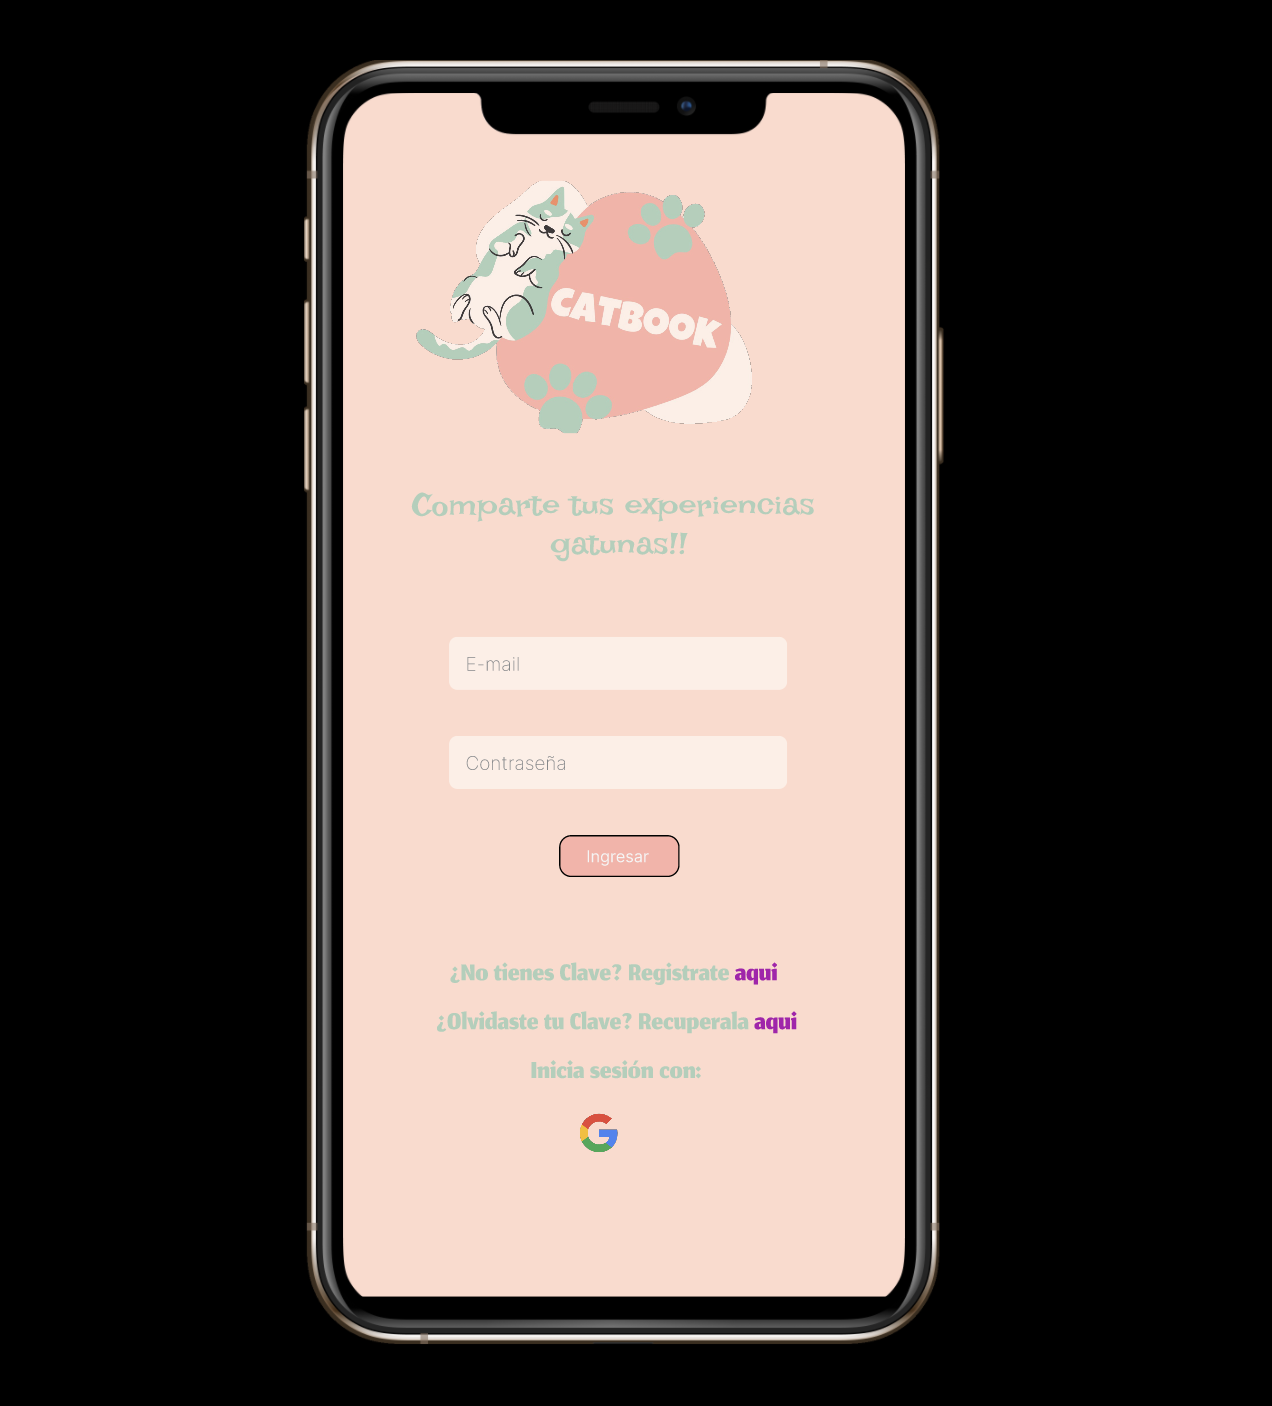 CATBOOK
Comparte tus experiencias
gatunas!!
E-mail
Contraseña
Ingresar
¿No tienes Clave? Registrate aqui
¿Olvidaste tu Clave? Recuperala aqui
Inicia sesión con: